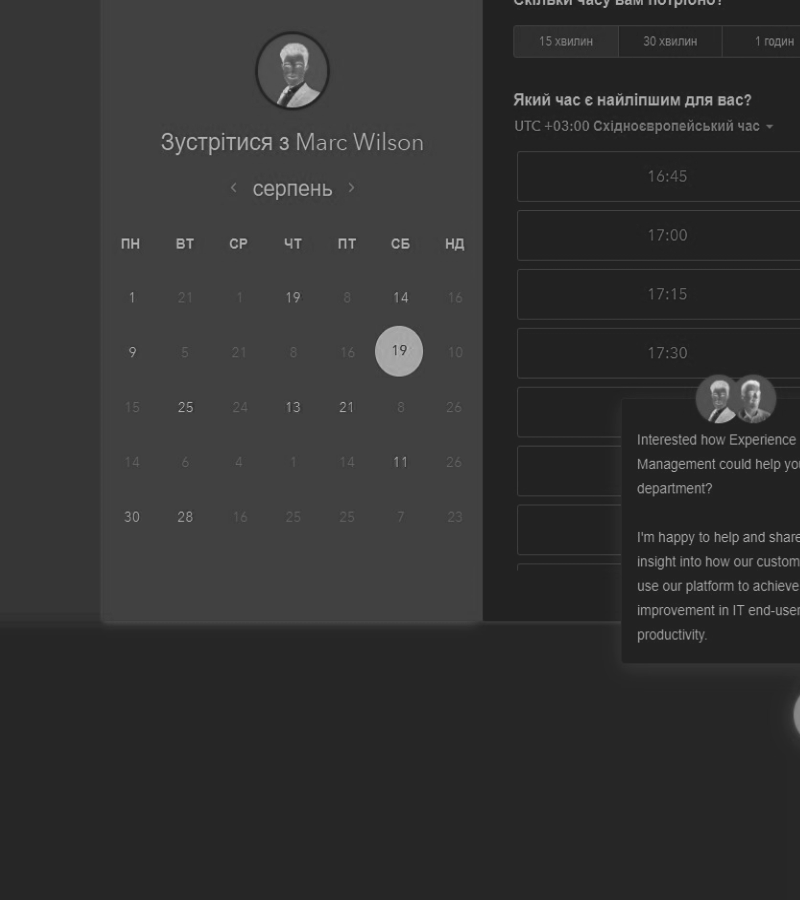 Скільки часу вам потрібно?
15 хвилин 30 хвилин 1 годин
Який час є найліпшим для вас?
UTC +03:00 Східноєвропейський час
16:45
17:00
17:15
17:30
Зустрітися з Marc Wilson
серпень
ПН ВТ СР ЧТ ПТ СБ НД
1 21 1 19 8 14 16
9 5 21 8 16 19 10
15 25 24 13 21 8 26
14 6 4 1 14 11 26
30 28 16 25 25 7 23
Interested how Experience
Management could help you
department?
I'm happy to help and share
insight into how our custom
use our platform to achieve
improvement in IT end-user
productivity.